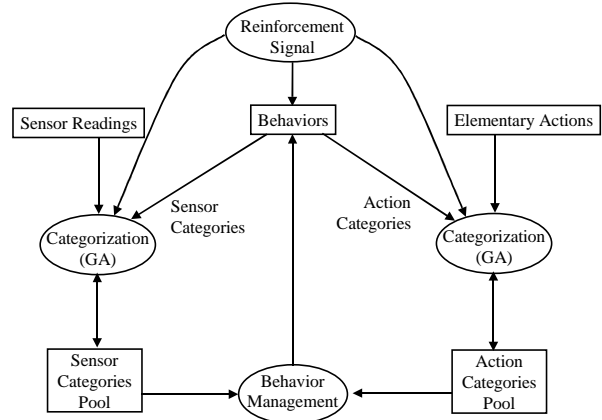 Reinforcement
Signal
Sensor Readings
Behaviors
Elementary Actions
Sensor
Categories
Action
Categories
Categorization
(GA)
Categorization
(GA)
Sensor
Categories
Pool
Behavior
Management
Action
Categories
Pool